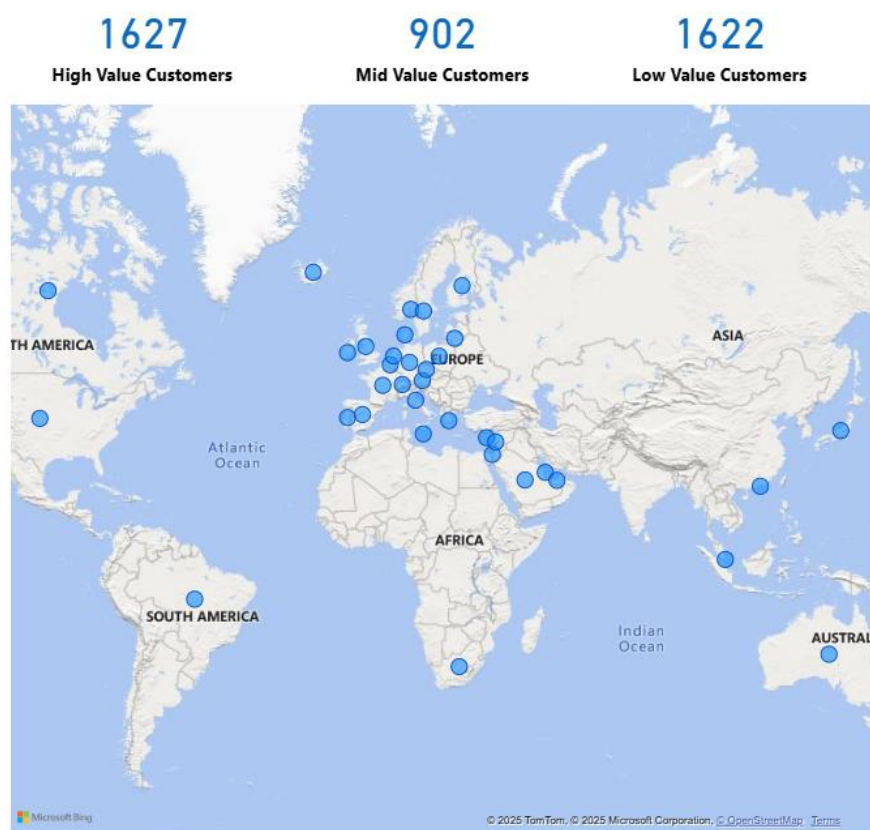 1627
902
1622
High Value Customers
Mid Value Customers
Low Value Customers
ASIA
TH AMERICA
EUROPE
Atlantic
Ocean
AFRICA
SOUTH AMERICA
Indian
Ocean
AUSTRAL
Microsoft Bing
© 2025 TomTom, © 2025 Microsoft Corporation, © OpenStreetMap Terms